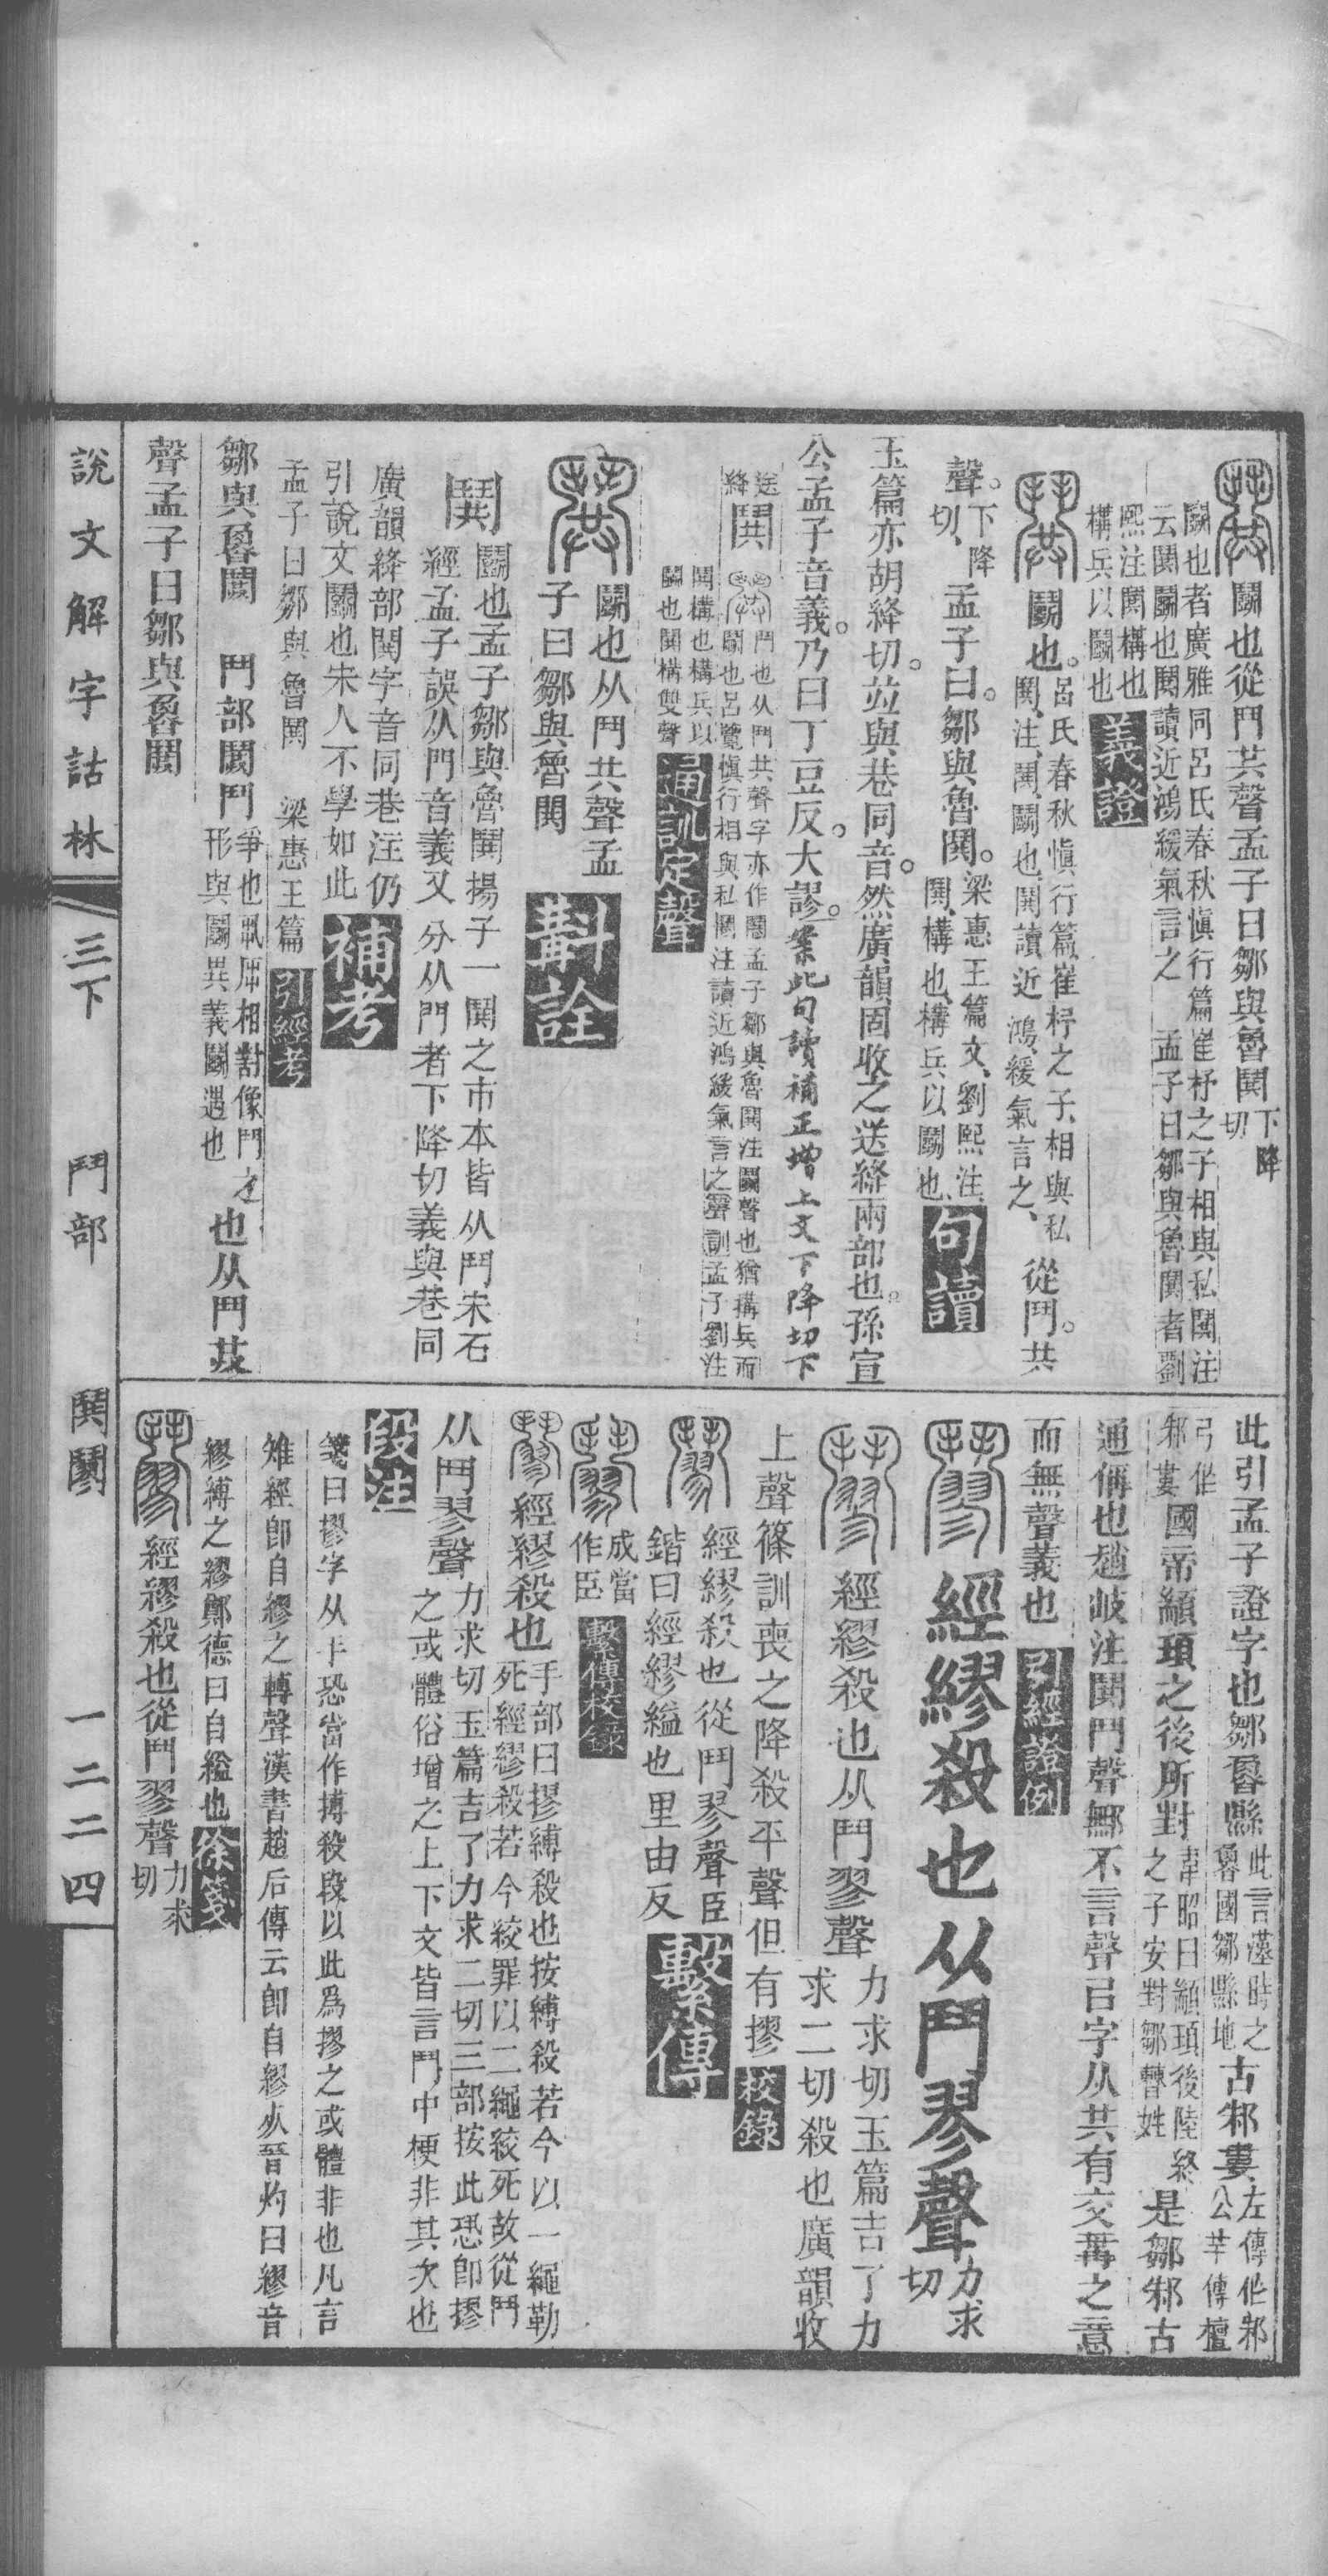 鬨鬭也從鬥共聲孟子曰鄒與魯鬨下降切
鬭也者廣雅同呂氏春秋愼行篇崔杼之子相與私鬨注
云鬨鬭也鬨讀近鴻緩氣言之　孟子曰鄒與魯鬨者劉
熙注鬨構也
構兵以鬭也義證
鬨鬭也。呂氏春秋愼行篇、崔杼之子、相與私鬨、注、鬨、鬭也、鬨讀近鴻、緩氣言之、從鬥。共
聲。下降切、孟子曰。鄒與魯鬨。梁惠王篇文、劉熙注、鬨、構也、構兵以鬭也、句讀
玉篇亦胡絳切。竝與巷同音。然廣韻固收之送絳兩部也。孫宣
公孟子音義。乃曰丁豆反。大謬。案此句讀補正增上文下降切下
送
絳鬨鬥也从鬥共聲字亦作鬭孟子鄒與魯鬨注鬭聲也猶構兵而
鬭也呂覽愼行相與私鬨注讀近鴻緩氣言之聲訓孟子劉注
鬨構也構兵以
鬭也鬨構雙聲通訓定聲
鬨鬭也从鬥共聲孟
子曰鄒與魯鬨斠詮
鬨鬭也孟子鄒與魯鬨揚子一鬨之市本皆从鬥宋石
經孟子誤从門音義又分从門者下降切義與巷同
廣韻絳部鬨字音同巷注仍
引說文鬭也宋人不學如此補考
孟子曰鄒與魯鬨　梁惠王篇引經考
鄒與魯鬨　鬥部鬨鬥爭也丮厈相對像鬥之形與鬭異義鬭遇也也从鬥共
聲孟子曰鄒與魯鬨
此引孟子證字也鄒魯縣此言漢時之魯國鄒縣地古邾婁左傳作邾公羊傳檀
弓作邾婁國帝顓頊之後所對韋昭曰顓頊後陸終之子安對鄒曹姓是鄒邾古
通偁也趙岐注鬨鬥聲鄉不言聲㠯字从共有交冓之意
而無聲義也引經證例
鬮經繆殺也从鬥翏聲力求切
鬮經繆殺也从鬥翏聲力求切玉篇吉了力
求二切殺也廣韻收
上聲篠訓喪之降殺平聲但有摎校錄
鬮經繆殺也從鬥翏聲臣
鍇曰經繆縊也里由反繫傳
成當
作臣繫傳校錄
鬮經繆殺也手部曰摎縛殺也按縛殺若今以一繩勒死經繆殺若今絞罪以二繩絞死故從鬥
从鬥翏聲力求切玉篇吉了力求二切三部按此恐卽摎之或體俗增之上下文皆言鬥中梗非其次也
段注
箋曰摎字从手恐當作搏殺段以此爲摎之或體非也凡言
雉經卽自繆之轉聲漢書趙后傳云卽自繆死晉灼曰繆音
繆縛之繆鄭德曰自縊也徐箋
鬮經繆殺也從鬥翏聲力求切
說文解字詁林　三下　鬥部　鬨　一二二四